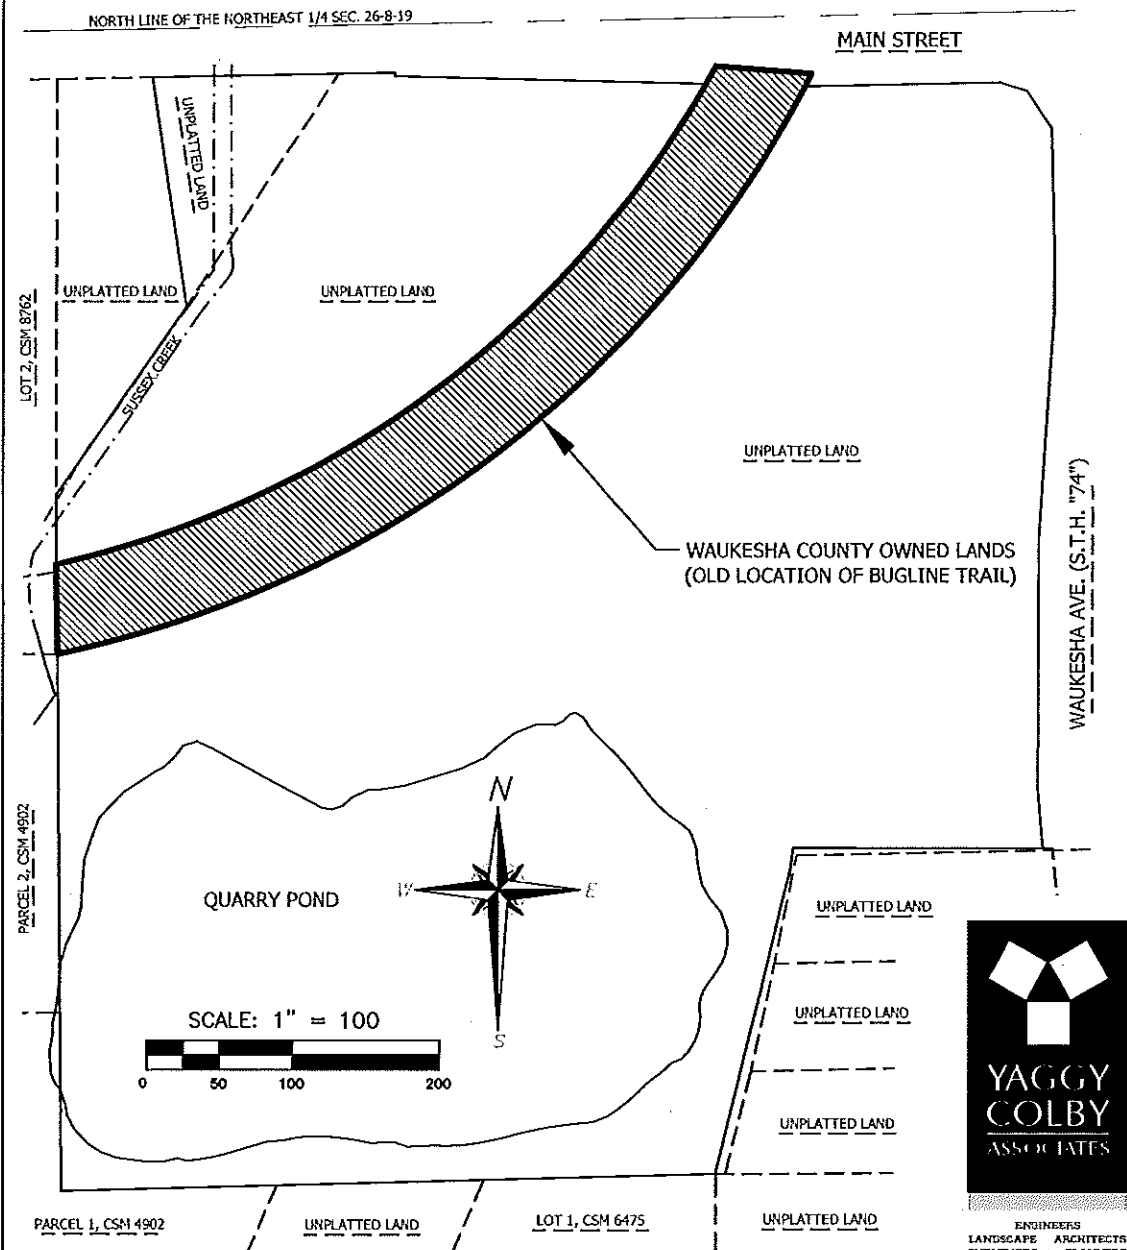 NORTH LINE OF THE NORTHEAST 1/4 SEC. 26-8-19
MAIN STREET
UNPLATTED LAND
UNPLATTED LAND
UNPLATTED LAND
LOT 2, CSM 8762
SUSSEX CREEK
UNPLATTED LAND
WAUKESHA AVE. (S.T.H. "74")
WAUKESHA COUNTY OWNED LANDS
(OLD LOCATION OF BUGLINE TRAIL)
PARCEL 2, CSM 4902
QUARRY POND
N
W
E
S
SCALE: 1" = 100
0 50 100 200
UNPLATTED LAND
UNPLATTED LAND
UNPLATTED LAND
YAGGY
COLBY
ASSOCIATES
PARCEL 1, CSM 4902
UNPLATTED LAND
LOT 1, CSM 6475
UNPLATTED LAND
ENGINEERS
LANDSCAPE ARCHITECTS